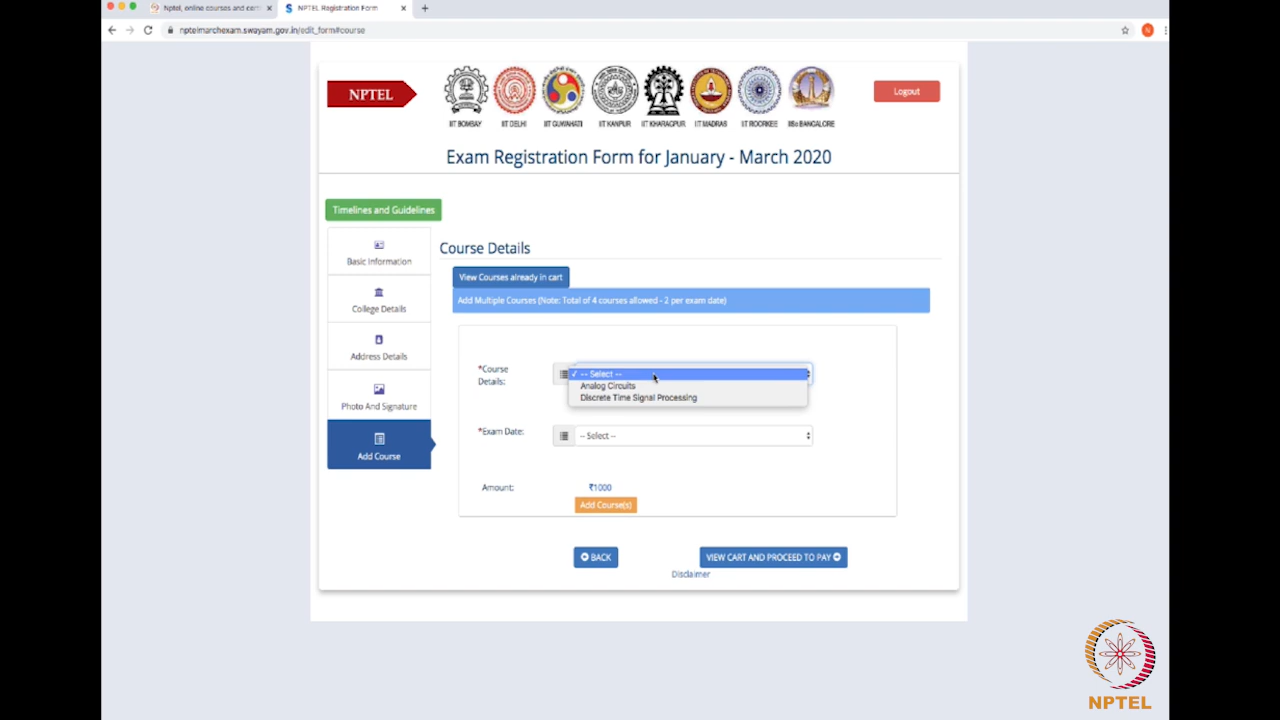 Nptel, online courses and cert
NPTEL Registration Form
nptelmarchexam.swayam.gov.in/edit_form#course
N
NPTEL
IIT BOMBAY
IIT DELHI
IIT GUWAHATI
IIT KANPUR
IIT KHARAGPUR
IIT MADRAS
IIT ROORKEE
IISc BANGALORE
Logout
Exam Registration Form for January - March 2020
Timelines and Guidelines
Basic Information
College Details
Address Details
Photo And Signature
Add Course
Course Details
View Courses already in cart
Add Multiple Courses (Note: Total of 4 courses allowed - 2 per exam date)
*Course
Details:
✓ -- Select --
Analog Circuits
Discrete Time Signal Processing
*Exam Date:
-- Select --
Amount:
₹1000
Add Course(s)
BACK
VIEW CART AND PROCEED TO PAY
Disclaimer
NPTEL